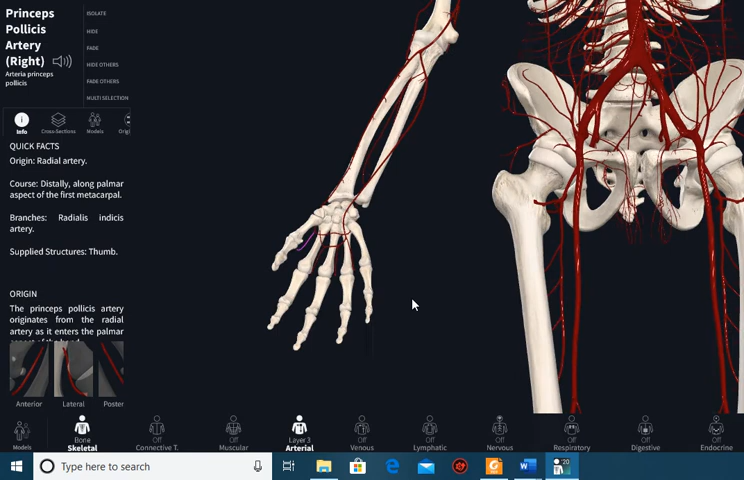 Princeps
Pollicis
Artery
(Right)
Arteria princeps
pollicis
ISOLATE
HIDE
FADE
HIDE OTHERS
FADE OTHERS
MULTI SELECTION
Info
Cross-Sections
Models
Origi
QUICK FACTS
Origin: Radial artery.
Course: Distally, along palmar
aspect of the first metacarpal.
Branches: Radialis indicis
artery.
Supplied Structures: Thumb.
ORIGIN
The princeps pollicis artery
originates from the radial
artery as it enters the palmar
Anterior
Lateral
Poster
Models
Bone
Skeletal
Off
Connective T.
Off
Muscular
Layer 3
Arterial
Off
Venous
Off
Lymphatic
Off
Nervous
Off
Respiratory
Off
Digestive
Off
Endocrine
Type here to search
W
'20